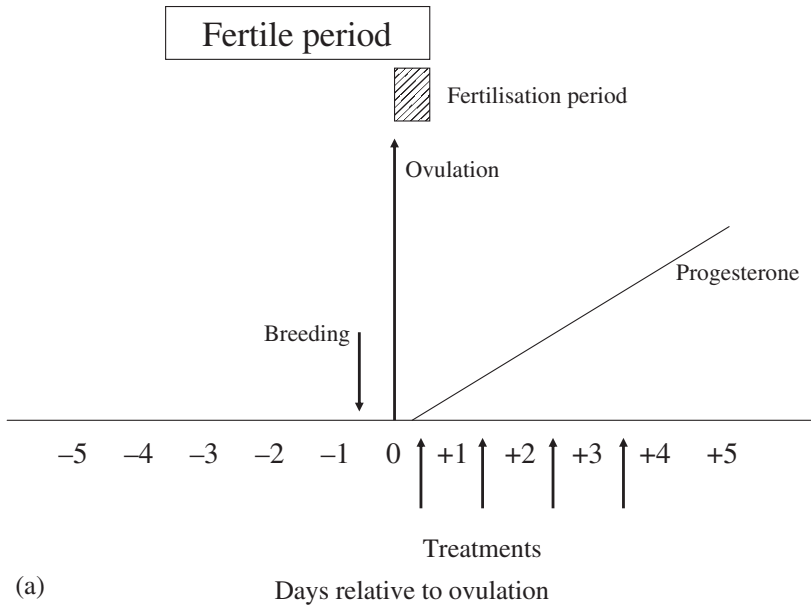 Fertile period
Fertilisation period
Ovulation
Progesterone
Breeding
–5 –4 –3 –2 –1 0 +1 +2 +3 +4 +5
Treatments
(a) Days relative to ovulation